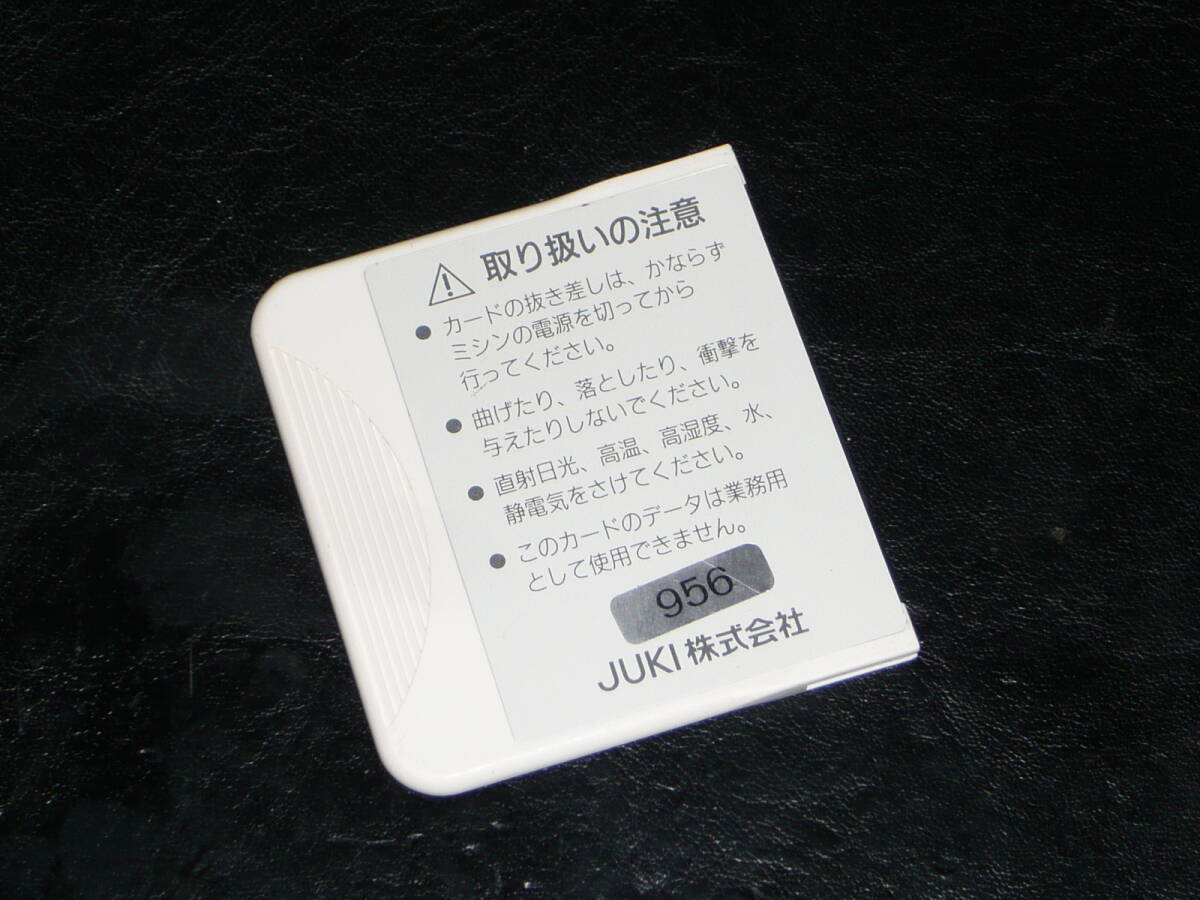 取り扱いの注意
● カードの抜き差しは、かならず
ミシンの電源を切ってから
行ってください。
● 曲げたり、落としたり、衝撃を
与えたりしないでください。
● 直射日光、高温、高湿度、水、
静電気をさけてください。
● このカードのデータは業務用
として使用できません。
956
JUKI 株式会社